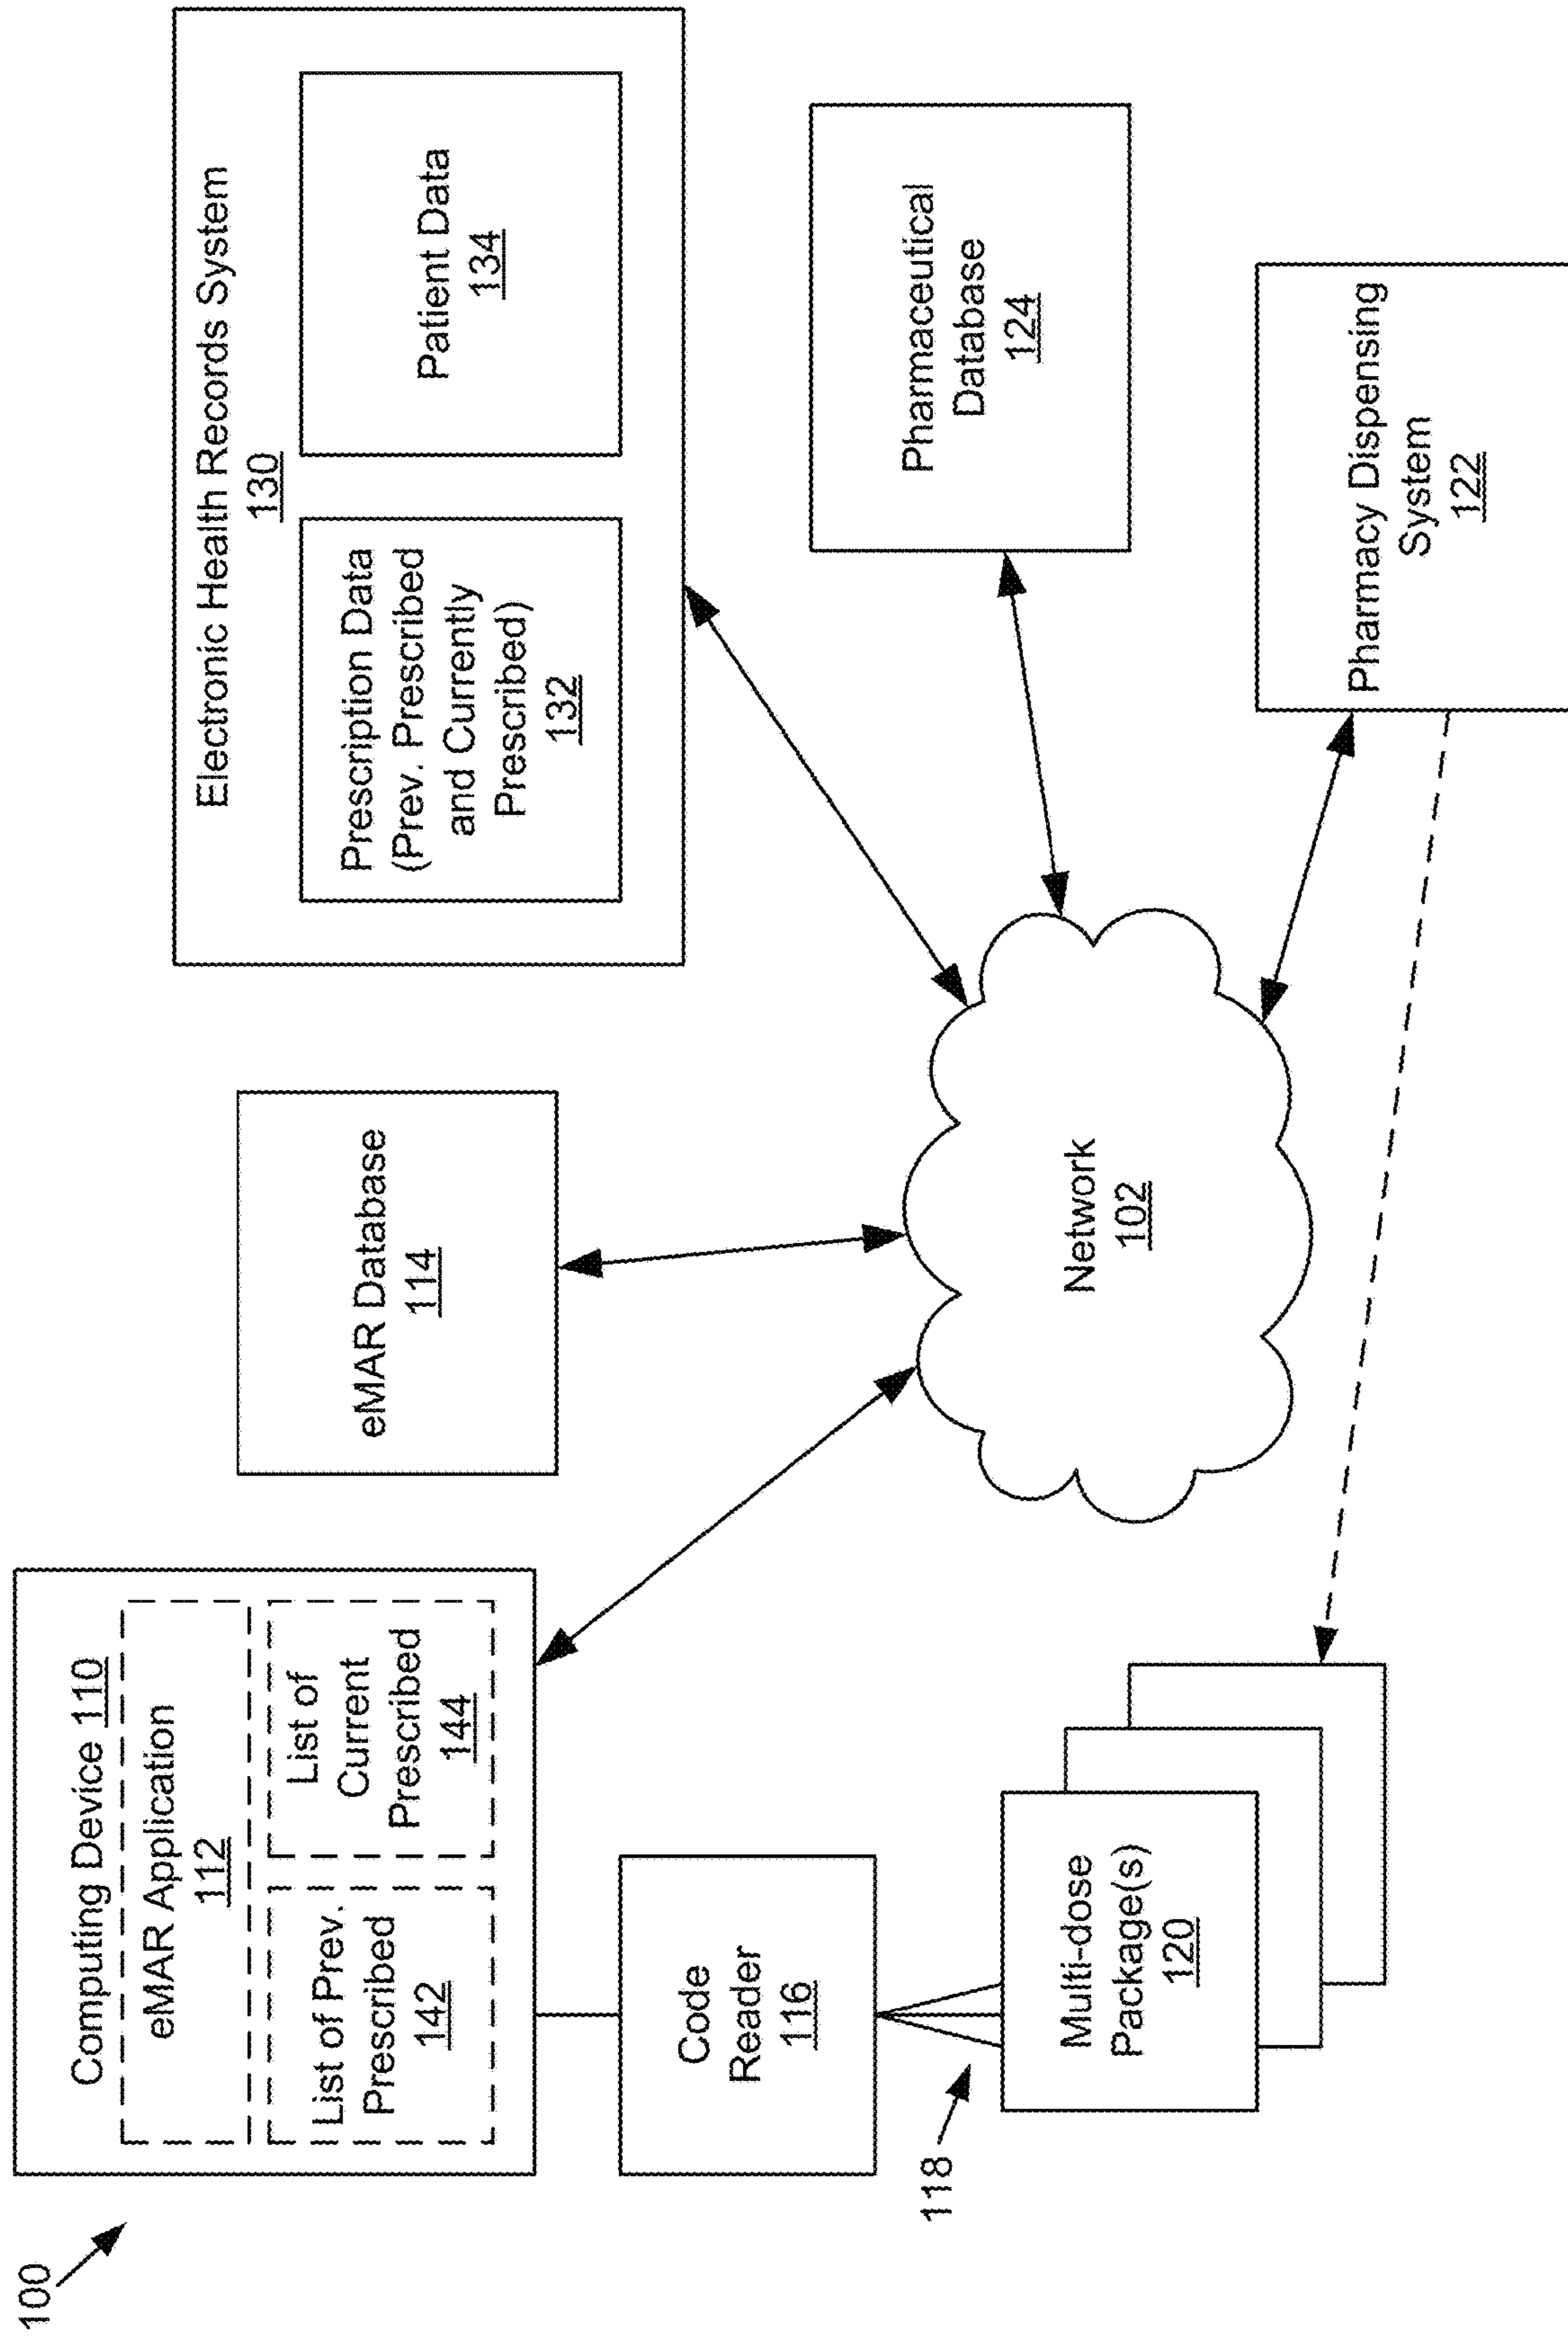 100
Computing Device 110
eMAR Application
112
List of Prev.
Prescribed
142
List of
Current
Prescribed
144
eMAR Database
114
Electronic Health Records System
130
Prescription Data
(Prev. Prescribed
and Currently
Prescribed)
132
Patient Data
134
Code
Reader
116
118
Multi-dose
Package(s)
120
Network
102
Pharmaceutical
Database
124
Pharmacy Dispensing
System
122